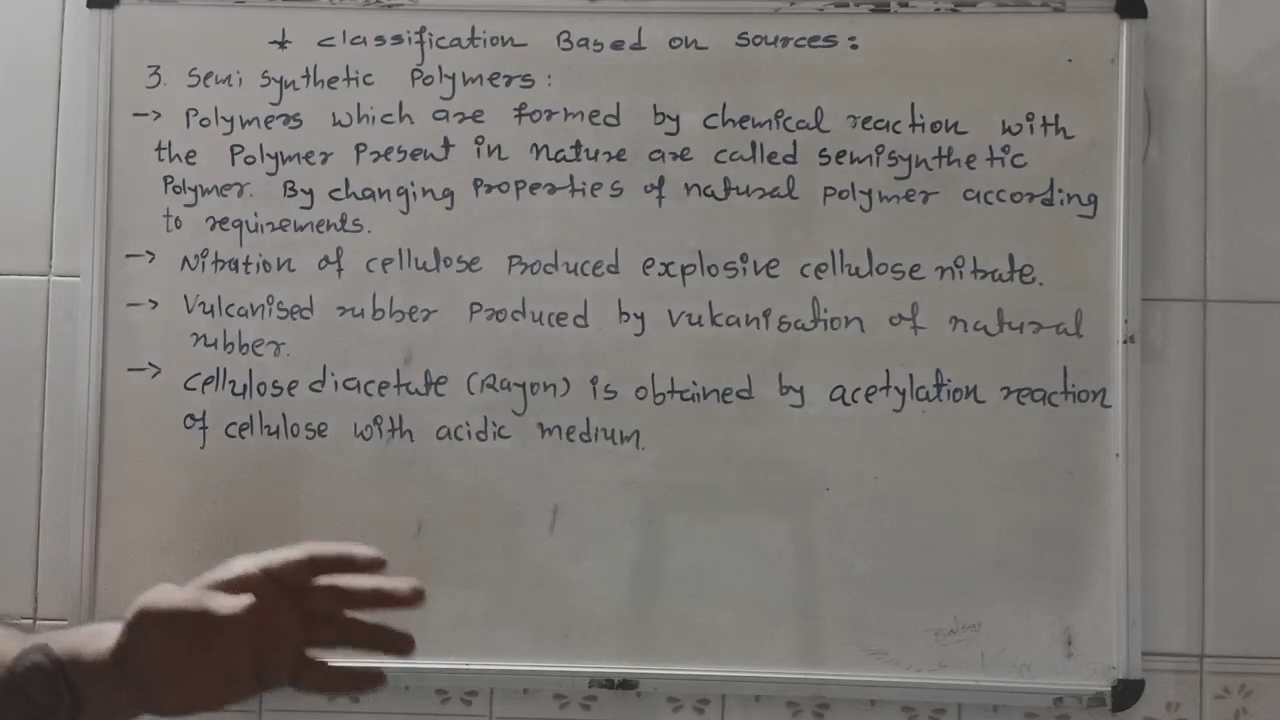 * Classification Based on Sources:
3. Semi Synthetic Polymers:
-> Polymers which are formed by chemical reaction with
the Polymer Present in nature are called semisynthetic
Polymer. By changing Properties of natural polymer according
to requirements.
-> Nitration of cellulose Produced explosive cellulose nitrate.
-> Vulcanised rubber Produced by vulkanisation of natural
rubber.
-> Cellulose diacetate (Rayon) is obtained by acetylation reaction
of cellulose with acidic medium.